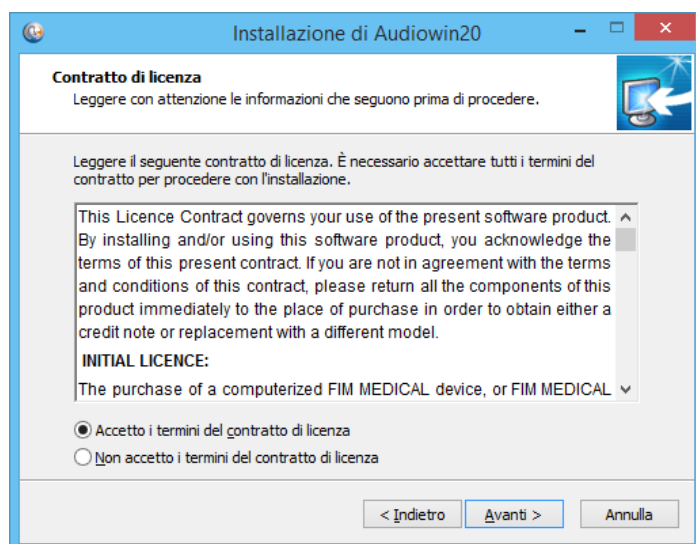 Installazione di Audiowin20
Contratto di licenza
Leggere con attenzione le informazioni che seguono prima di procedere.
Leggere il seguente contratto di licenza. È necessario accettare tutti i termini del
contratto per procedere con l'installazione.
This Licence Contract governs your use of the present software product.
By installing and/or using this software product, you acknowledge the
terms of this present contract. If you are not in agreement with the terms
and conditions of this contract, please return all the components of this
product immediately to the place of purchase in order to obtain either a
credit note or replacement with a different model.
INITIAL LICENCE:
The purchase of a computerized FIM MEDICAL device, or FIM MEDICAL
Accetto i termini del contratto di licenza
Non accetto i termini del contratto di licenza
< Indietro Avanti > Annulla